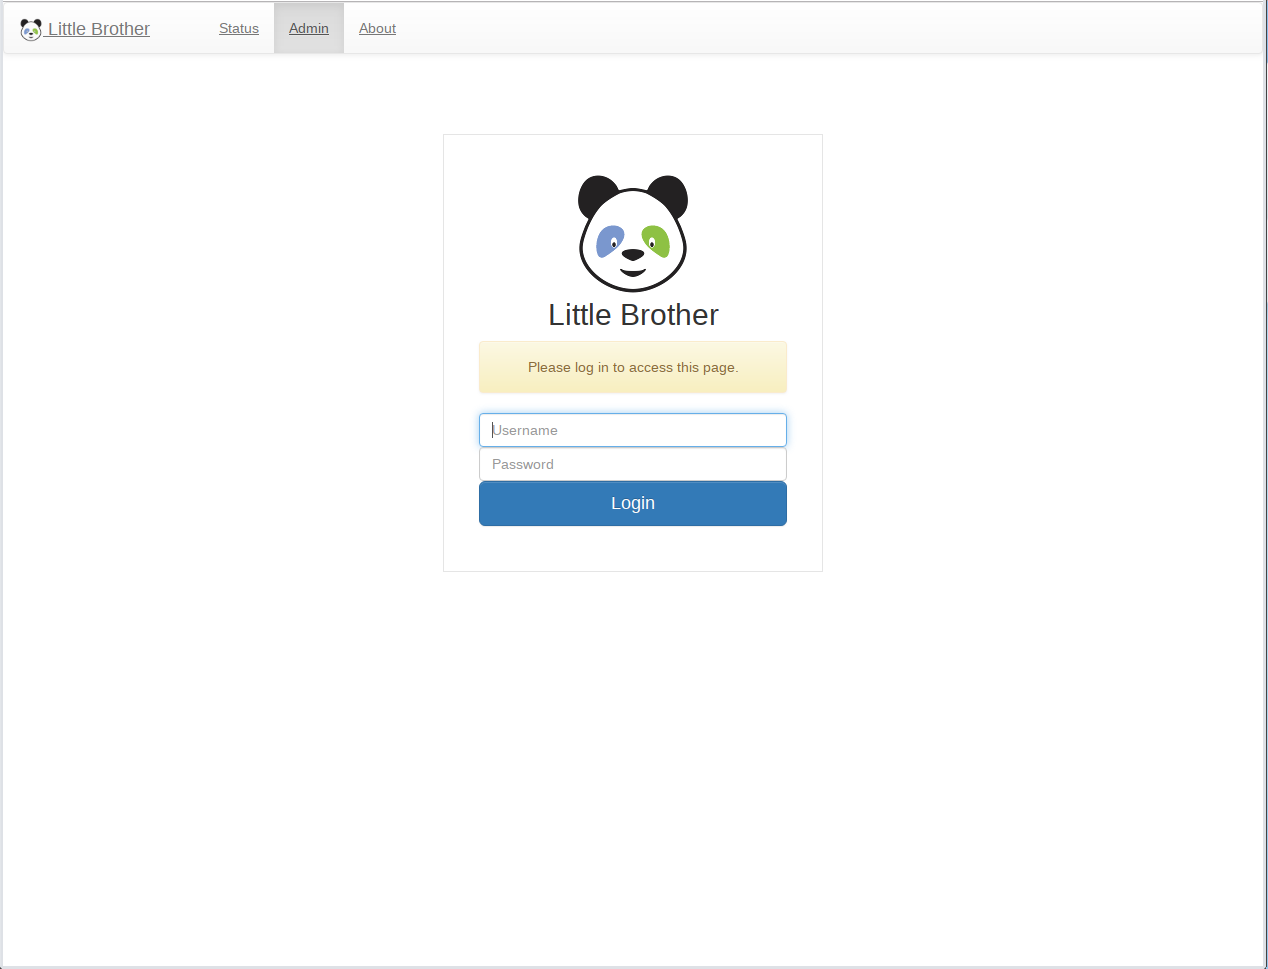 Little Brother Status Admin About
Little Brother
Please log in to access this page.
Username
Password
Login